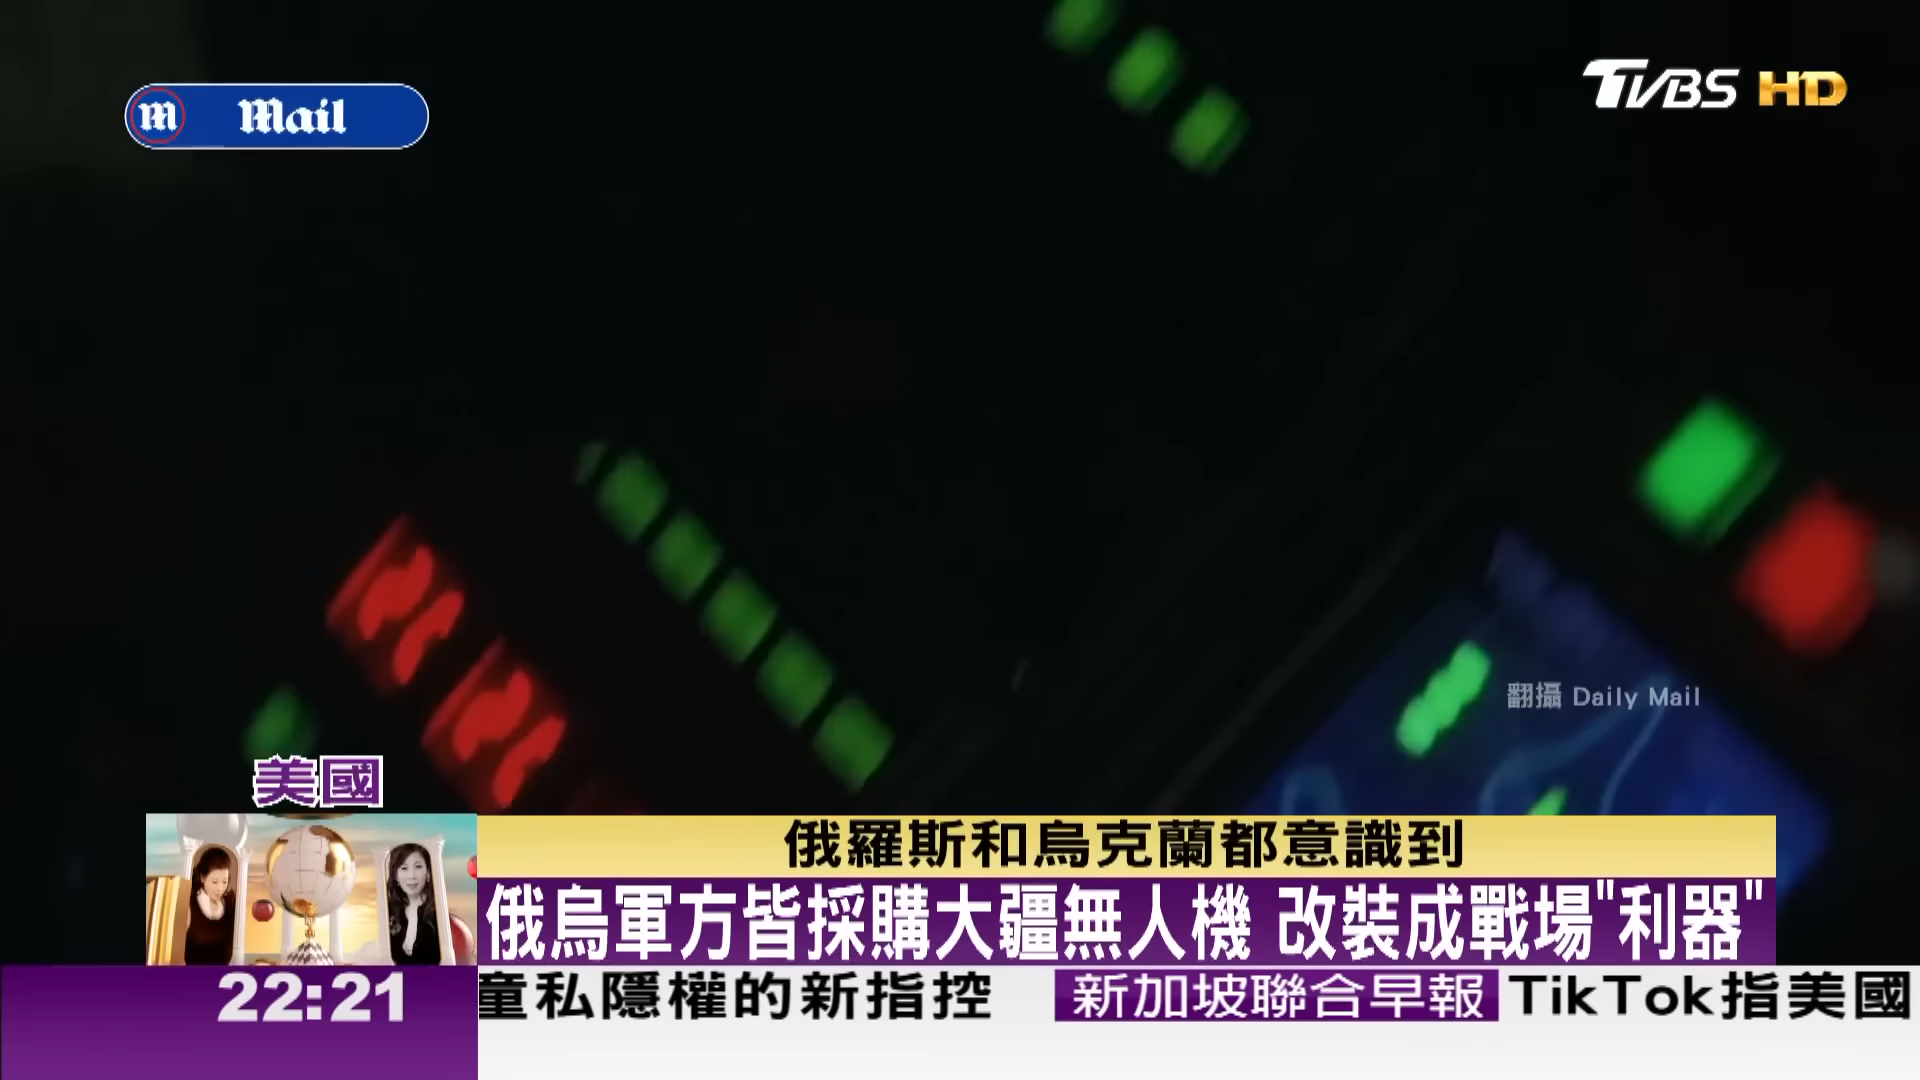 M Mail
TVBS HD
翻攝 Daily Mail
美國
俄羅斯和烏克蘭都意識到
俄烏軍方皆採購大疆無人機 改裝成戰場"利器"
22:21 童私隱權的新指控 新加坡聯合早報 TikTok指美國